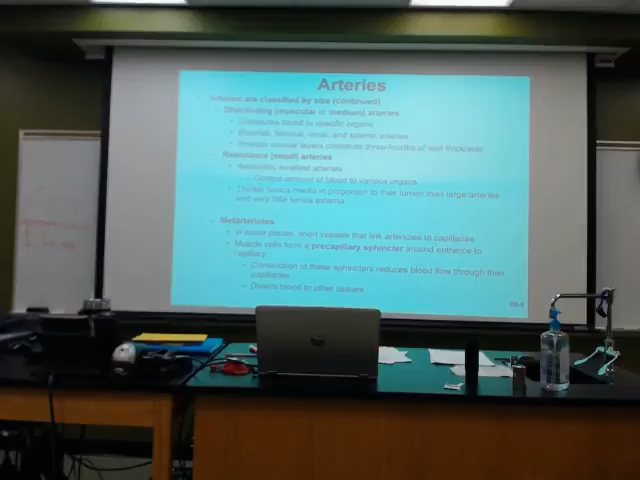 Arteries
Arteries are classified by size (continued)
– Distributing (muscular or medium) arteries
• Distributes blood to specific organs
• Brachial, femoral, renal, and splenic arteries
• Smooth muscle layers constitute three-fourths of wall thickness
– Resistance (small) arteries
• Arterioles: smallest arteries
– Control amount of blood to various organs
• Thicker tunica media in proportion to their lumen than large arteries
and very little tunica externa
– Metarterioles
• In some places, short vessels that link arterioles to capillaries
• Muscle cells form a precapillary sphincter around entrance to
capillary
– Constriction of these sphincters reduces blood flow through their
capillaries
– Diverts blood to other tissues
hp